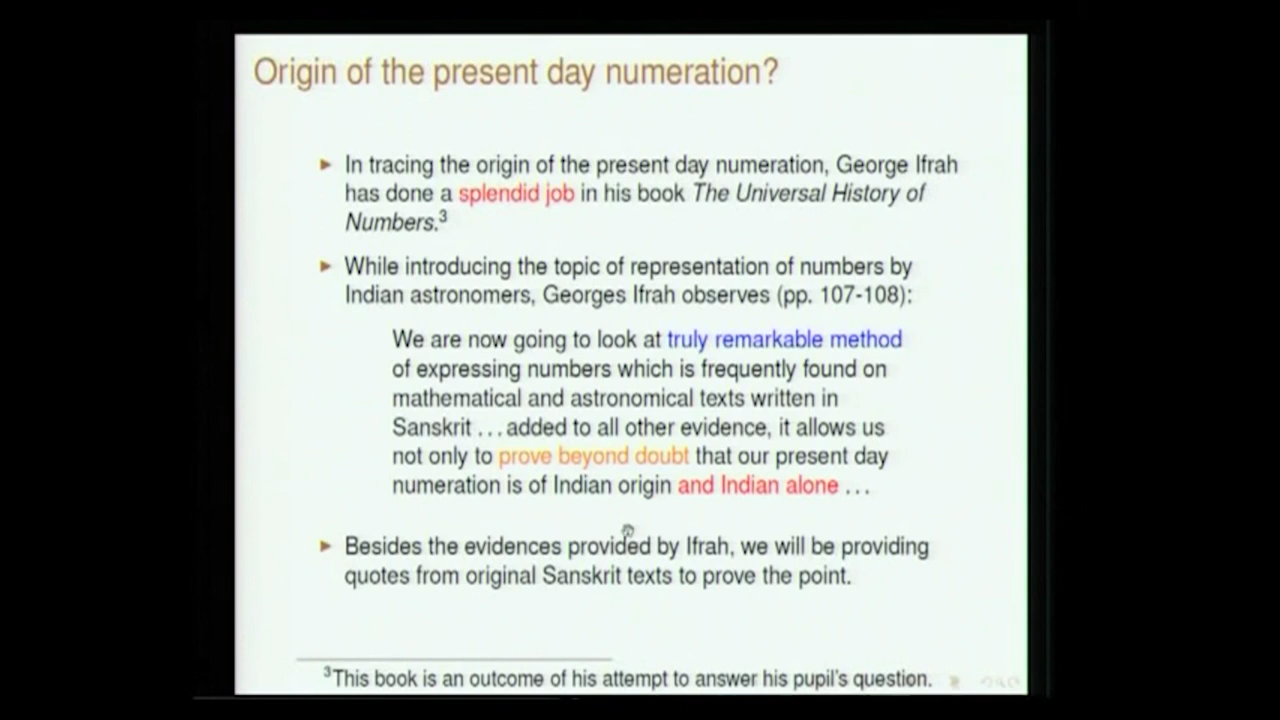 Origin of the present day numeration?
► In tracing the origin of the present day numeration, George Ifrah
has done a splendid job in his book The Universal History of
Numbers.3
► While introducing the topic of representation of numbers by
Indian astronomers, Georges Ifrah observes (pp. 107-108):
We are now going to look at truly remarkable method
of expressing numbers which is frequently found on
mathematical and astronomical texts written in
Sanskrit ...added to all other evidence, it allows us
not only to prove beyond doubt that our present day
numeration is of Indian origin and Indian alone ...
► Besides the evidences provided by Ifrah, we will be providing
quotes from original Sanskrit texts to prove the point.
3This book is an outcome of his attempt to answer his pupil's question.